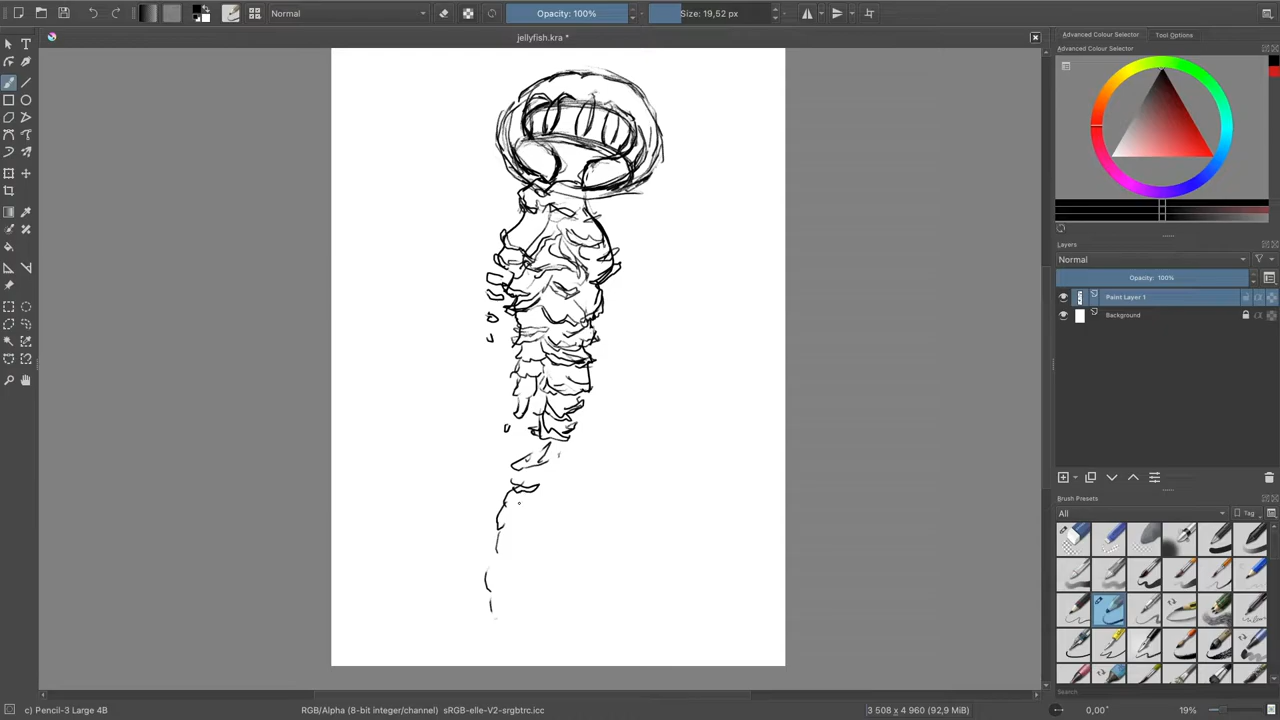 Normal
Opacity: 100%
Size: 19,52 px
jellyfish.kra *
Advanced Colour Selector
Tool Options
Advanced Colour Selector
Layers
Normal
Opacity: 100%
Paint Layer 1
Background
Brush Presets
All
Tag
Search
c) Pencil-3 Large 4B
RGB/Alpha (8-bit integer/channel) sRGB-elle-V2-srgbtrc.icc
3 508 x 4 960 (92,9 MiB)
0,00°
19%